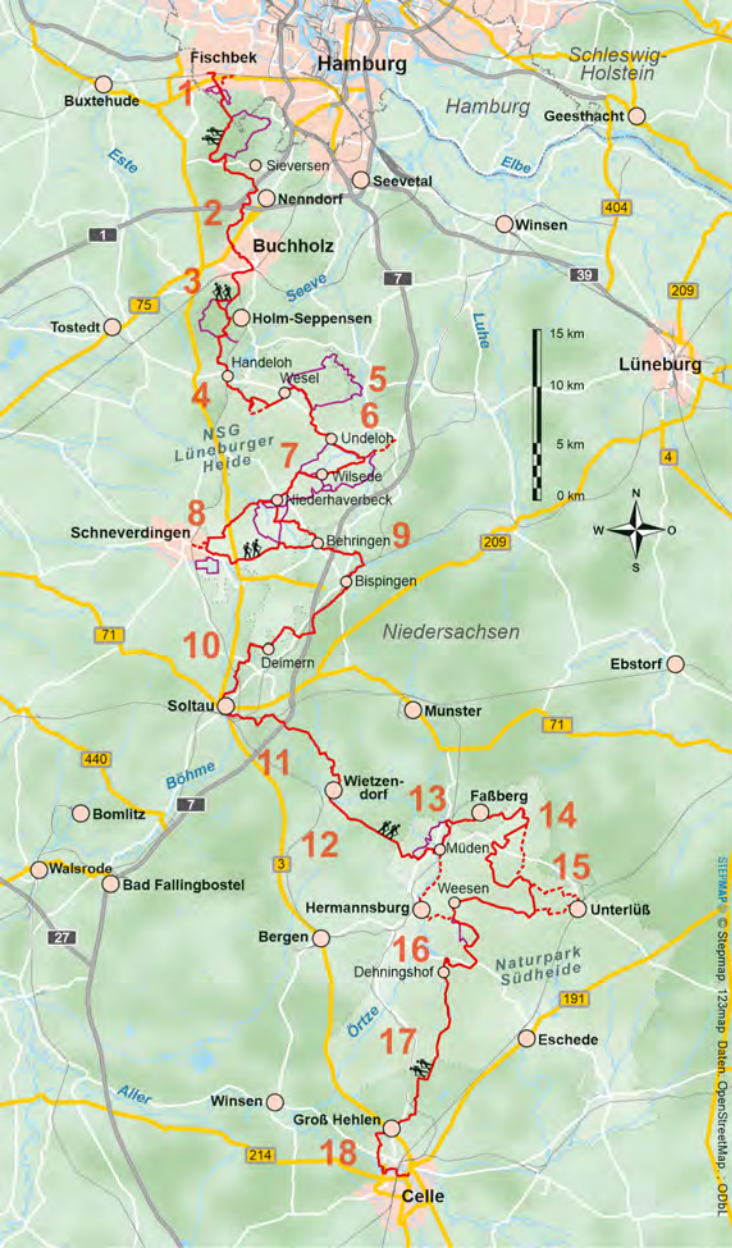 Fischbek
Hamburg
Schleswig-
Holstein
Buxtehude
1
Hamburg
Geesthacht
Este
Sieversen
Elbe
Seevetal
Nenndorf
2
404
Winsen
1
Buchholz
3
7
39
Seeve
209
75
Holm-Seppensen
Tostedt
Luhe
15 km
Handeloh
Lüneburg
Wesel
5
10 km
4
6
NSG
Lüneburger
Heide
Undeloh
5 km
7
4
Wilsede
0 km
N
Niederhaverbeck
8
Schneverdingen
W
O
9
Behringen
209
S
Bispingen
71
Niedersachsen
10
Deimern
Ebstorf
Soltau
Munster
71
440
11
Böhme
Wietzen-
dorf
7
13
Faßberg
14
Bomlitz
12
Müden
3
15
Walsrode
Bad Fallingbostel
Weesen
Hermannsburg
Unterlüß
27
Bergen
16
Naturpark
Südheide
Dehningshof
191
Örtze
17
Eschede
Aller
Winsen
Groß Hehlen
214
18
Celle
STEPMAP © Stepmap, 123map Daten: OpenStreetMap, : ODbL